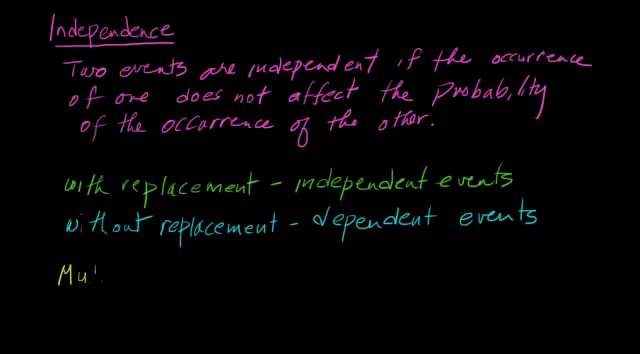 Independence
Two events are independent if the occurrence
of one does not affect the Probability
of the occurrence of the other.
with replacement - independent events
without replacement - dependent events